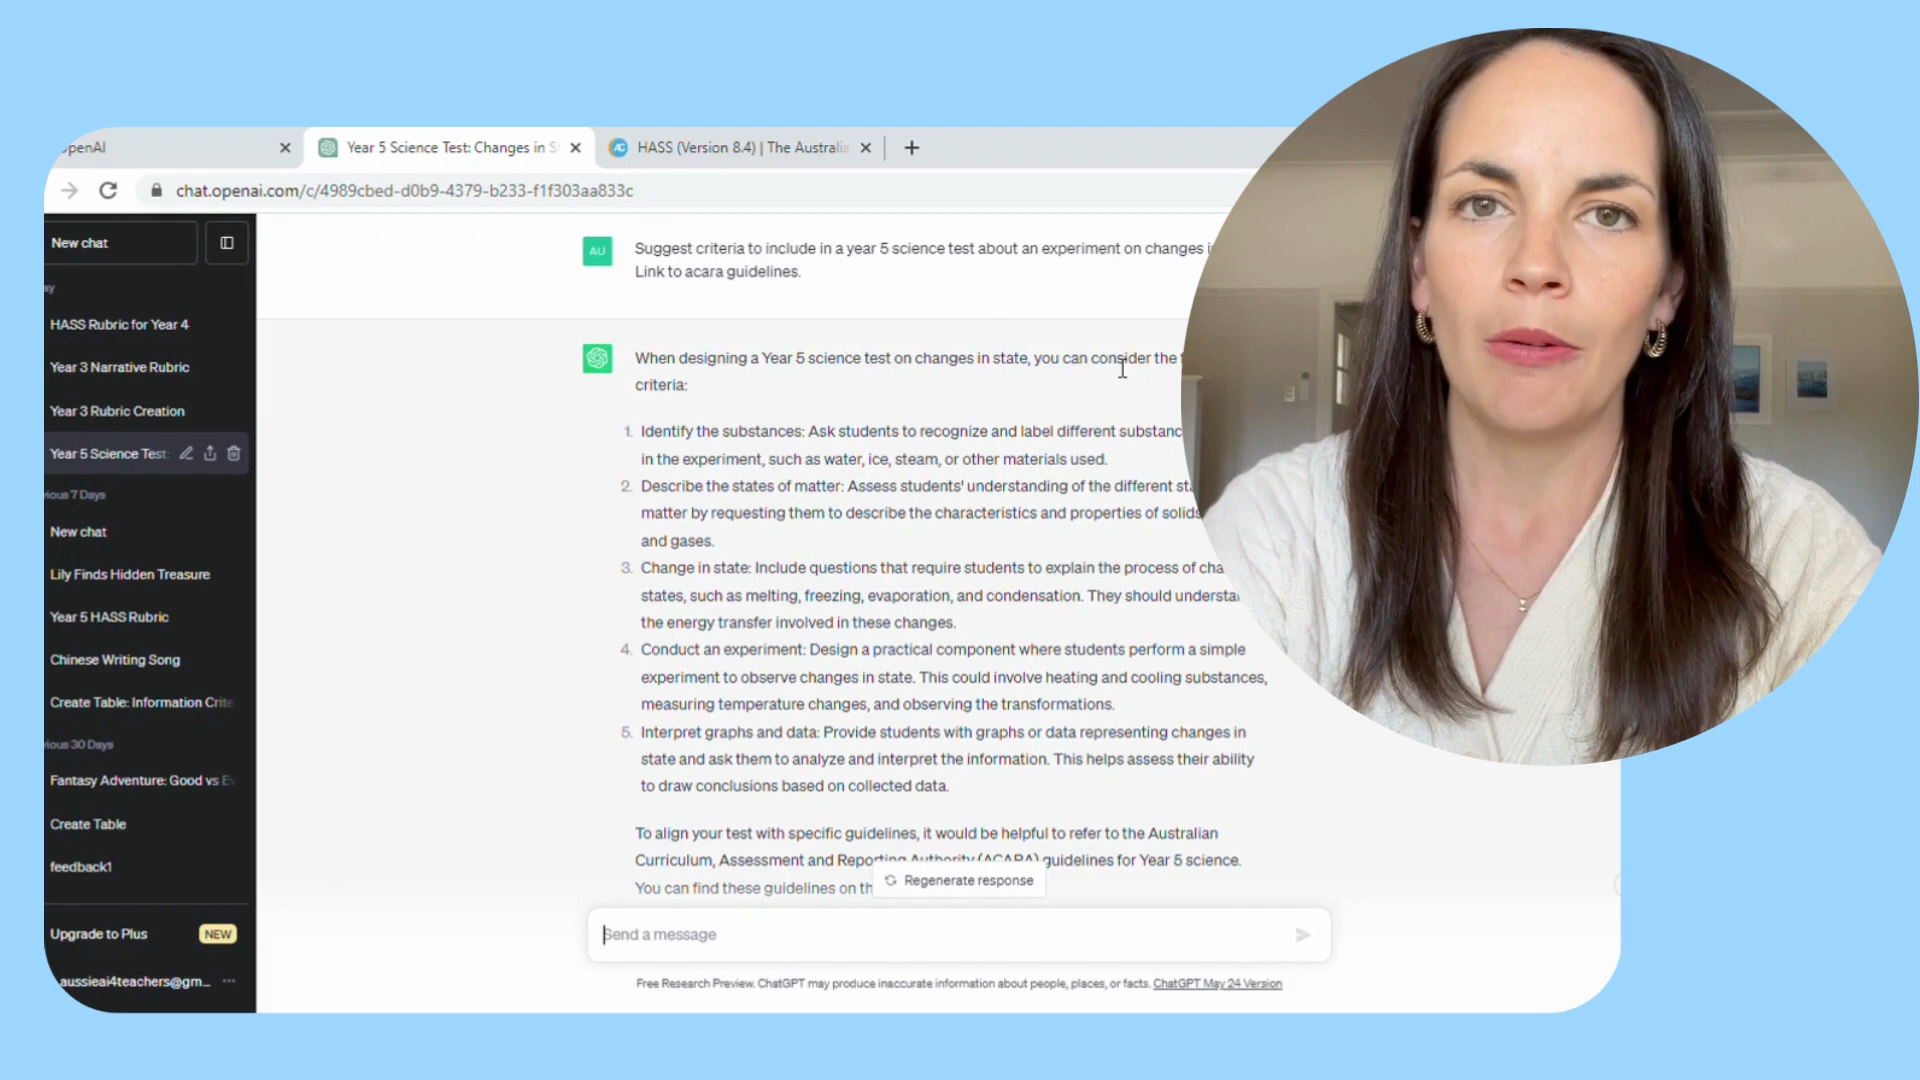 OpenAI
Year 5 Science Test: Changes in S
HASS (Version 8.4) | The Australia
chat.openai.com/c/4989cbed-d0b9-4379-b233-f1f303aa833c
New chat
ay
HASS Rubric for Year 4
Year 3 Narrative Rubric
Year 3 Rubric Creation
Year 5 Science Test:
ious 7 Days
New chat
Lily Finds Hidden Treasure
Year 5 HASS Rubric
Chinese Writing Song
Create Table: Information Crite
ious 30 Days
Fantasy Adventure: Good vs E
Create Table
feedback1
Upgrade to Plus
NEW
aussieai4teachers@gm...
AU
Suggest criteria to include in a year 5 science test about an experiment on changes i
Link to acara guidelines.
When designing a Year 5 science test on changes in state, you can consider the f
criteria:
1. Identify the substances: Ask students to recognize and label different substanc
in the experiment, such as water, ice, steam, or other materials used.
2. Describe the states of matter: Assess students' understanding of the different st
matter by requesting them to describe the characteristics and properties of solids
and gases.
3. Change in state: Include questions that require students to explain the process of cha
states, such as melting, freezing, evaporation, and condensation. They should understa
the energy transfer involved in these changes.
4. Conduct an experiment: Design a practical component where students perform a simple
experiment to observe changes in state. This could involve heating and cooling substances,
measuring temperature changes, and observing the transformations.
5. Interpret graphs and data: Provide students with graphs or data representing changes in
state and ask them to analyze and interpret the information. This helps assess their ability
to draw conclusions based on collected data.
To align your test with specific guidelines, it would be helpful to refer to the Australian
Curriculum, Assessment and Reporting Authority (ACARA) guidelines for Year 5 science.
You can find these guidelines on th
Regenerate response
Send a message
Free Research Preview. ChatGPT may produce inaccurate information about people, places, or facts. ChatGPT May 24 Version